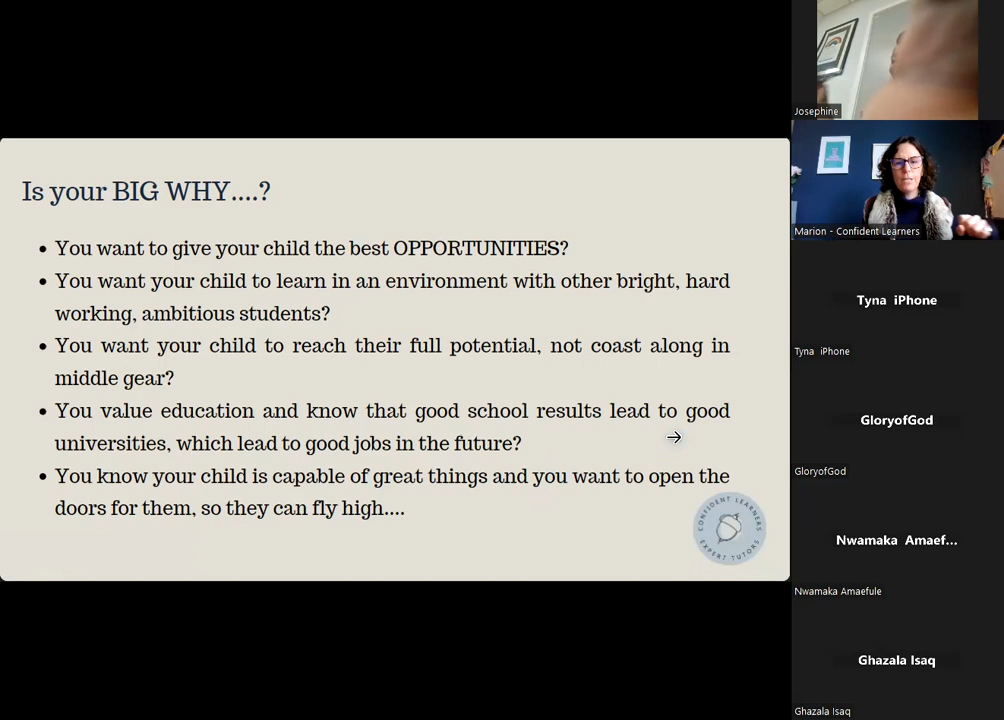 Is your BIG WHY....?
• You want to give your child the best OPPORTUNITIES?
• You want your child to learn in an environment with other bright, hard
working, ambitious students?
• You want your child to reach their full potential, not coast along in
middle gear?
• You value education and know that good school results lead to good
universities, which lead to good jobs in the future?
• You know your child is capable of great things and you want to open the
doors for them, so they can fly high....
CONFIDENT LEARNERS
EXPERT TUTORS
Josephine
Marion - Confident Learners
Tyna iPhone
Tyna iPhone
GloryofGod
GloryofGod
Nwamaka Amaef...
Nwamaka Amaefule
Ghazala Isaq
Ghazala Isaq